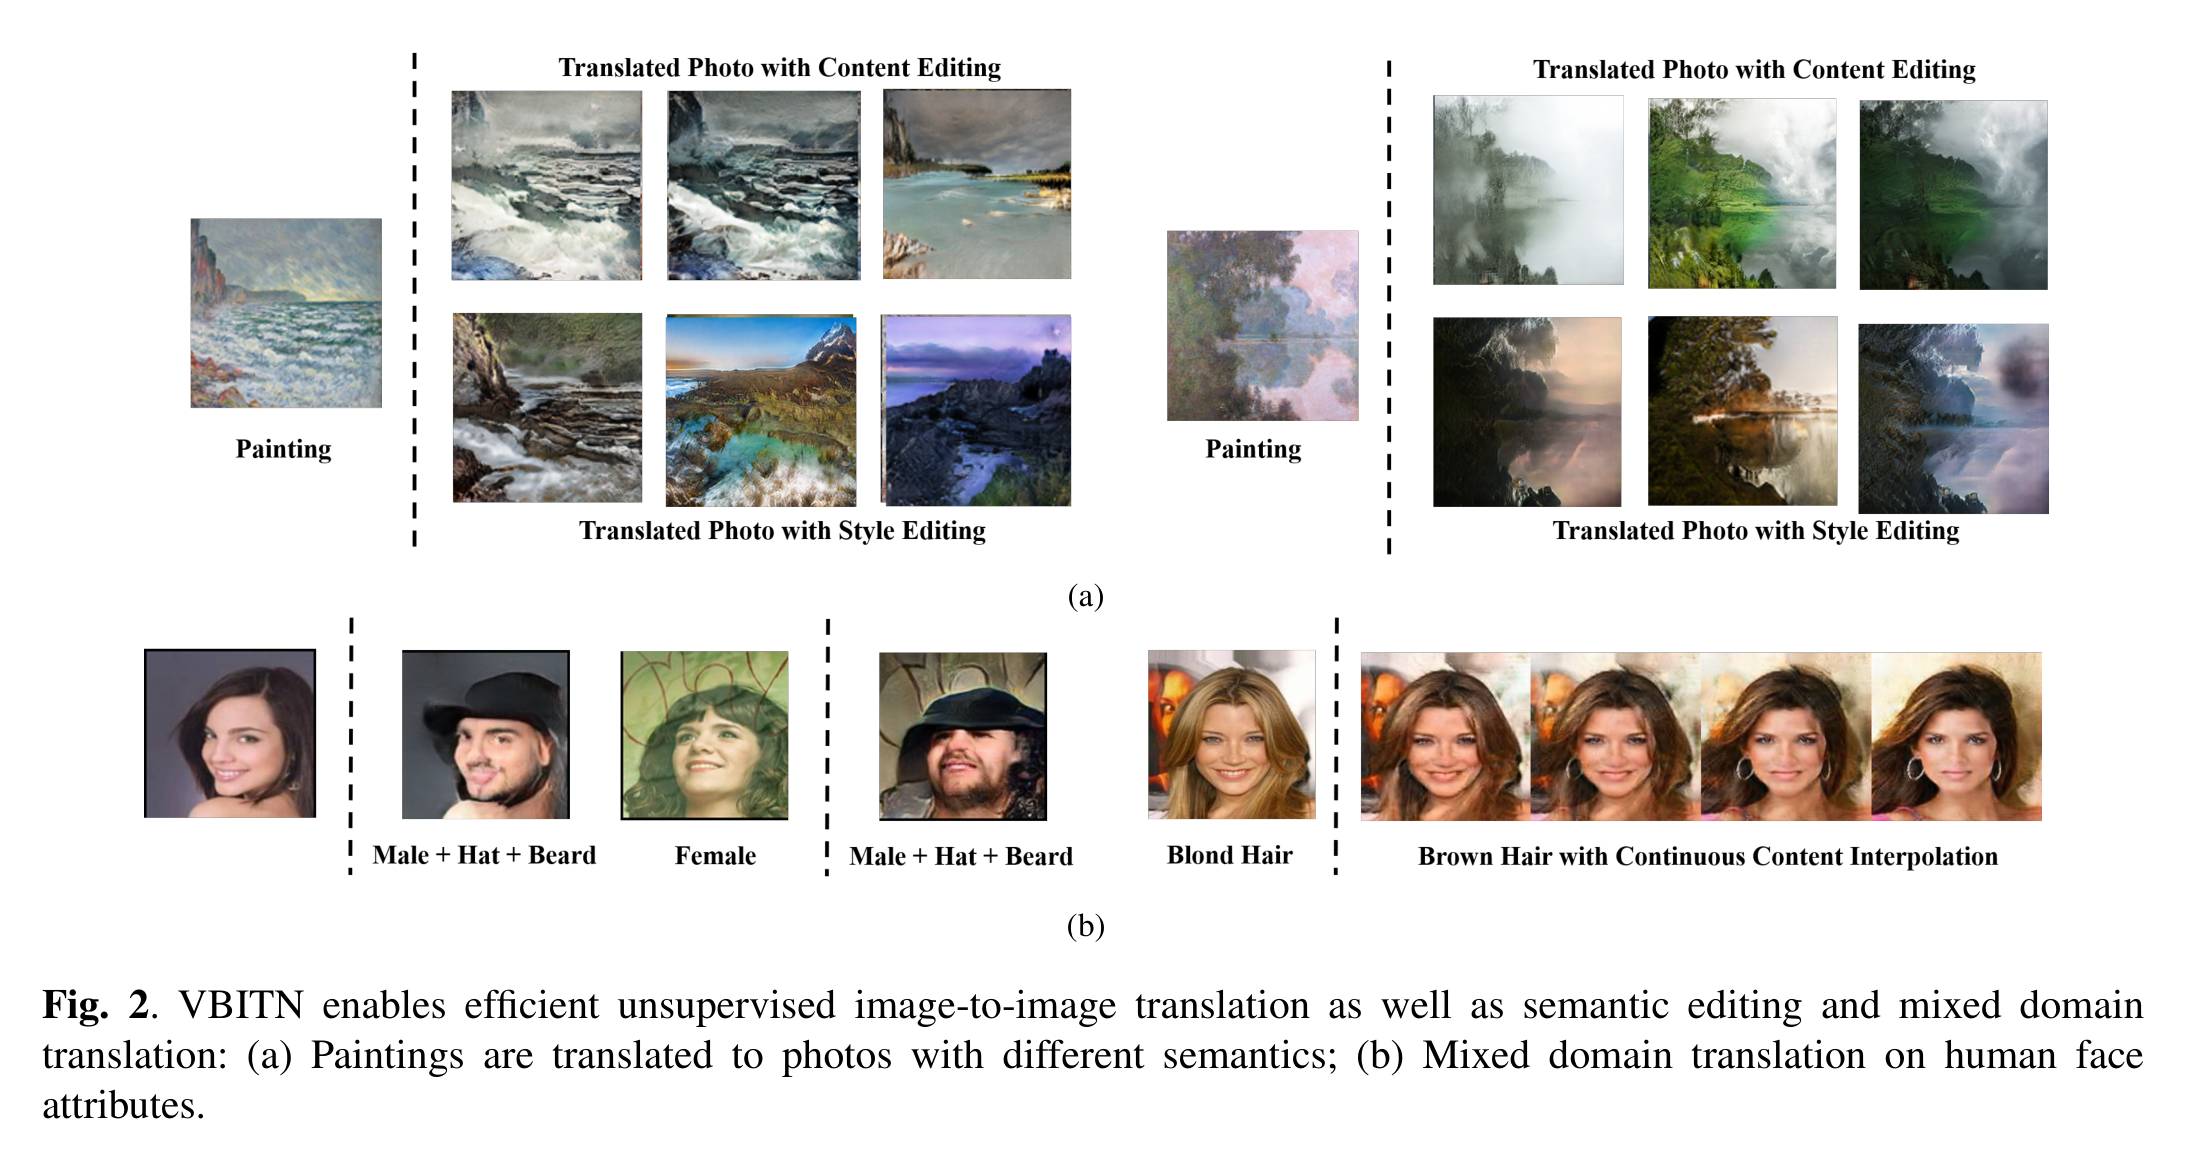 Translated Photo with Content Editing
Translated Photo with Content Editing
Painting
Painting
Translated Photo with Style Editing
Translated Photo with Style Editing
(a)
Male + Hat + Beard
Female
Male + Hat + Beard
Blond Hair
Brown Hair with Continuous Content Interpolation
(b)
Fig. 2. VBITN enables efficient unsupervised image-to-image translation as well as semantic editing and mixed domain
translation: (a) Paintings are translated to photos with different semantics; (b) Mixed domain translation on human face
attributes.